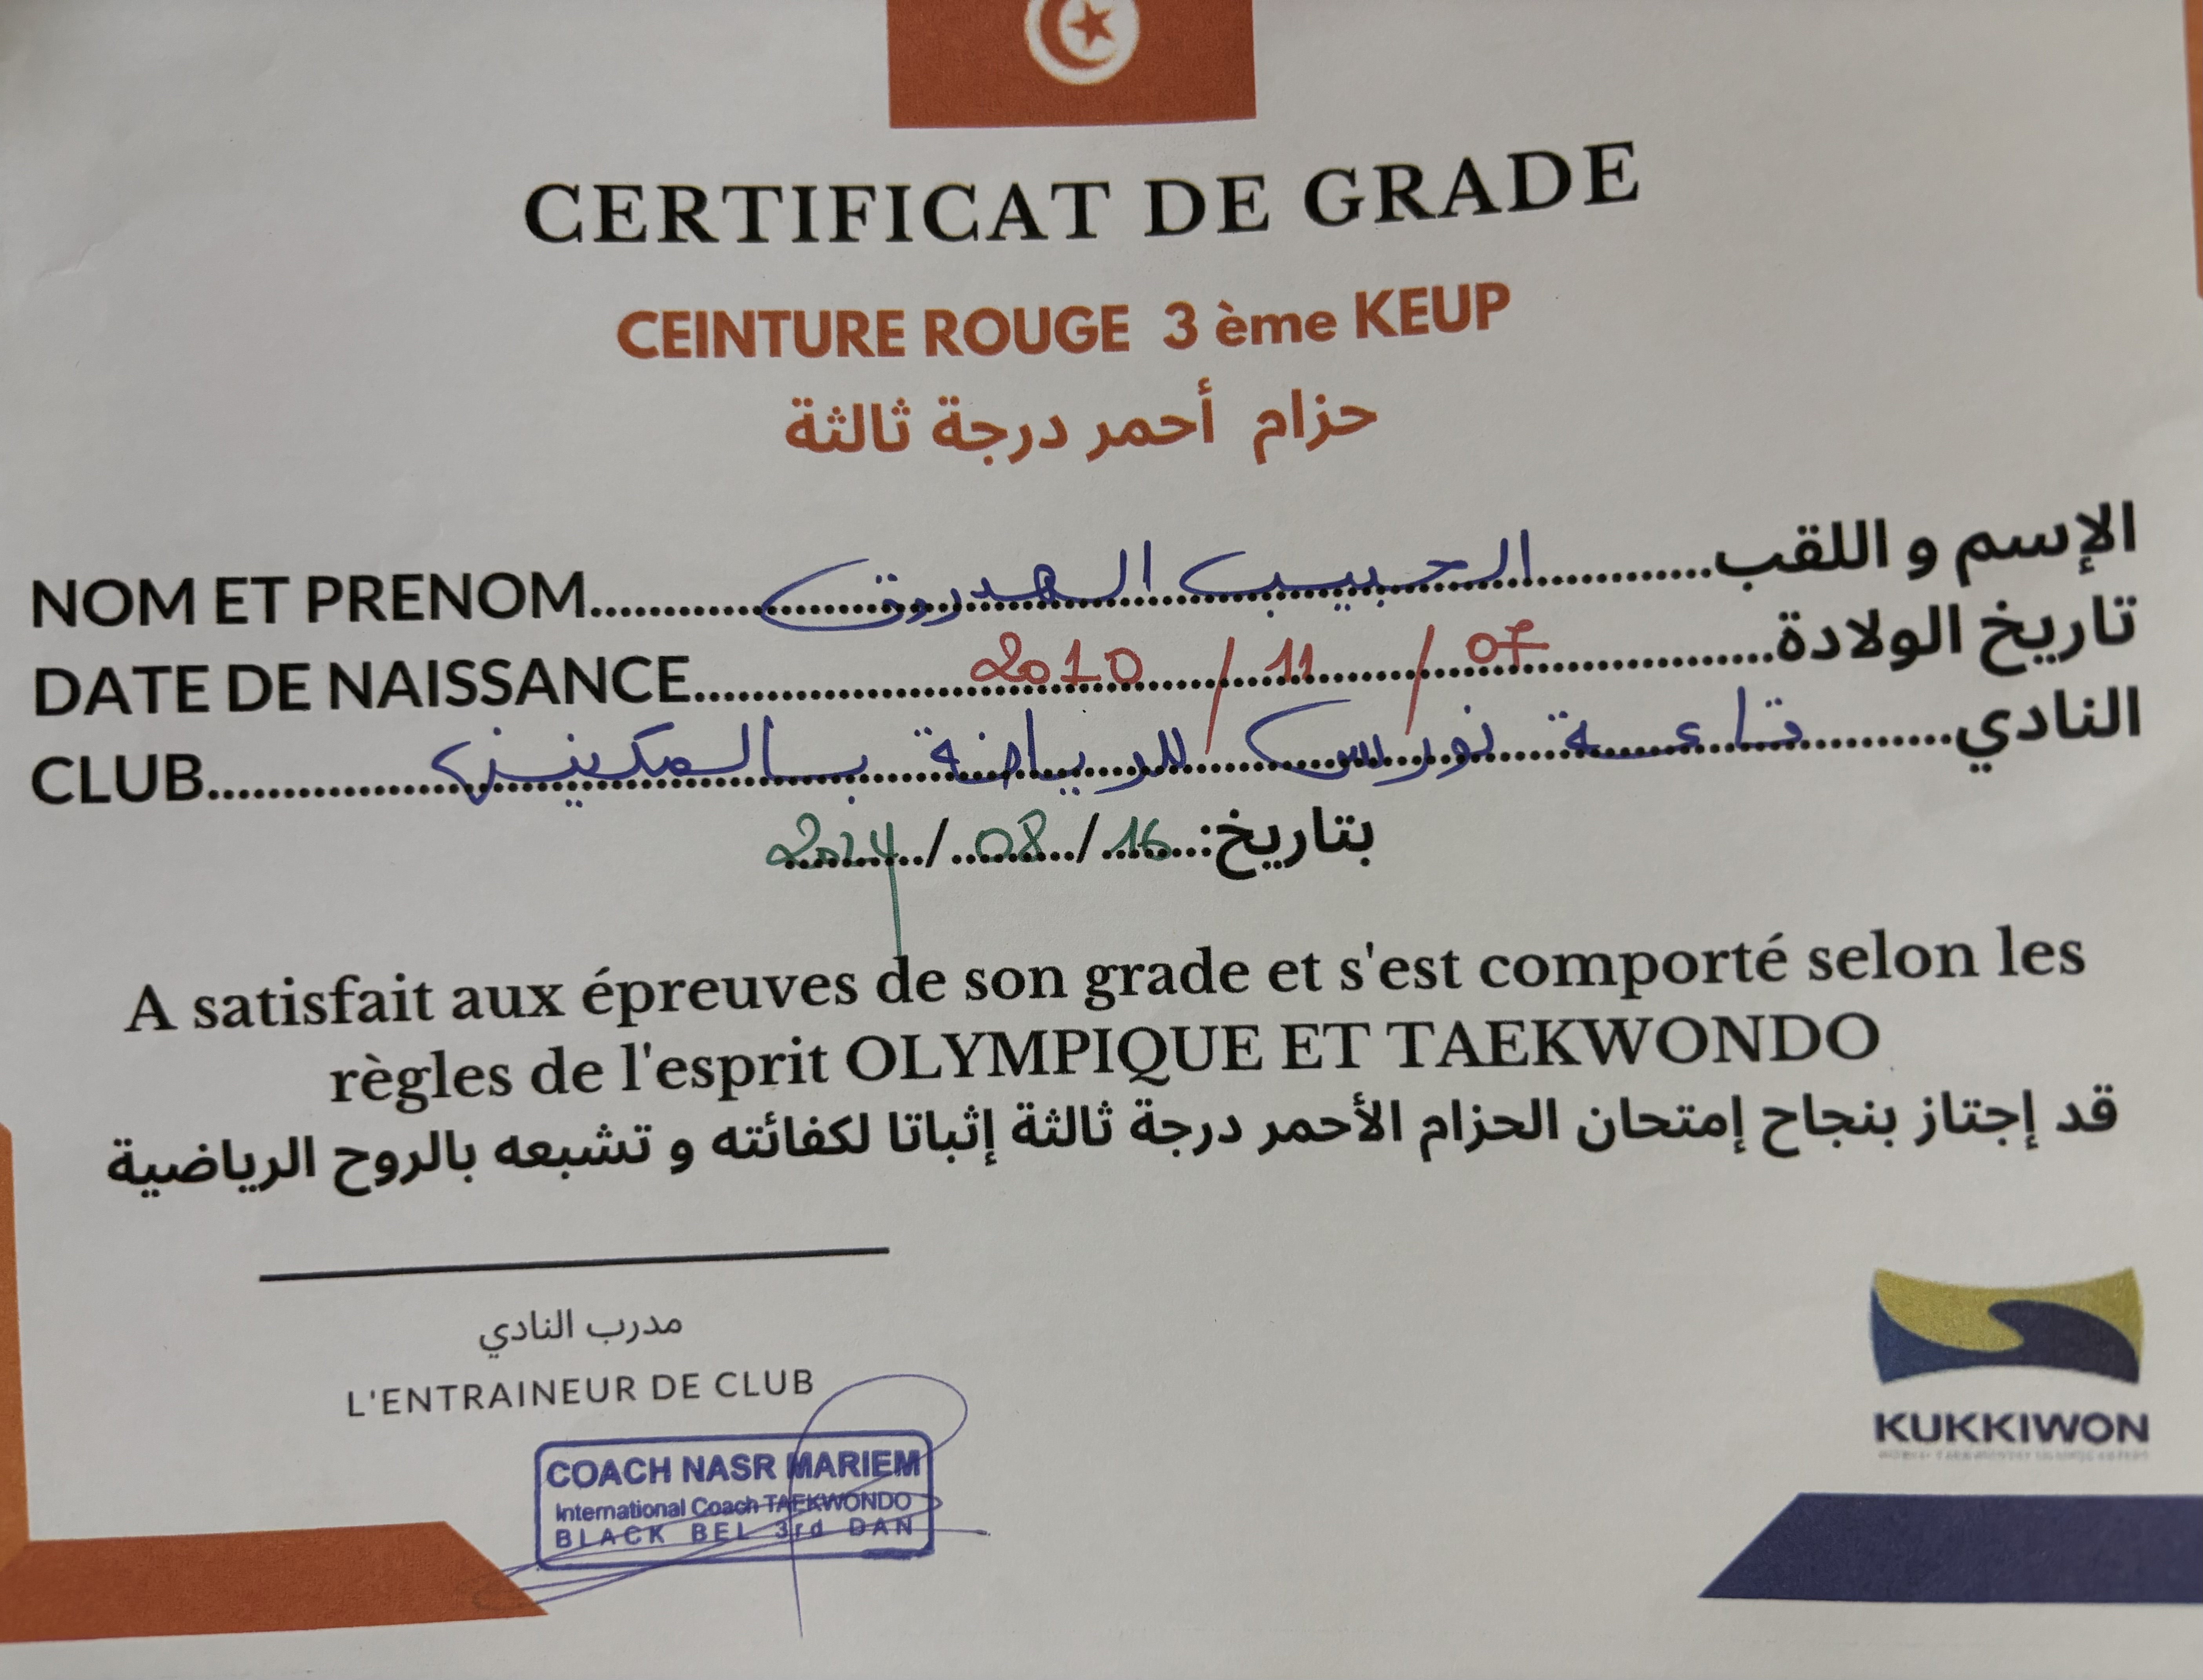 CERTIFICAT DE GRADE
CEINTURE ROUGE 3 ème KEUP
حزام أحمر درجة ثالثة
NOM ET PRENOM..........الحبيب الهدروق..........الإسم و اللقب
DATE DE NAISSANCE..........2010/11/07..........تاريخ الولادة
CLUB..........قاعة نورس للرياضة بالمكنين..........النادي
بتاريخ: 16/08/2024
A satisfait aux épreuves de son grade et s'est comporté selon les
règles de l'esprit OLYMPIQUE ET TAEKWONDO
قد إجتاز بنجاح إمتحان الحزام الأحمر درجة ثالثة إثباتا لكفائته و تشبعه بالروح الرياضية
مدرب النادي
L'ENTRAINEUR DE CLUB
COACH NASR MARIEM
International Coach TAEKWONDO
BLACK BEL 3rd DAN
KUKKIWON